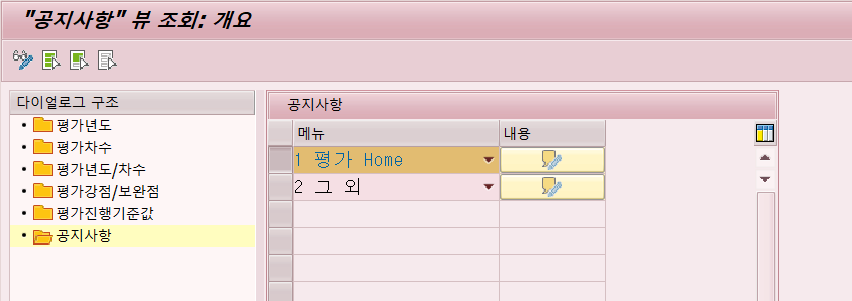 "공지사항" 뷰 조회: 개요
다이얼로그 구조
평가년도
평가차수
평가년도/차수
평가강점/보완점
평가진행기준값
공지사항
공지사항
메뉴 내용
1 평가 Home
2 그 외